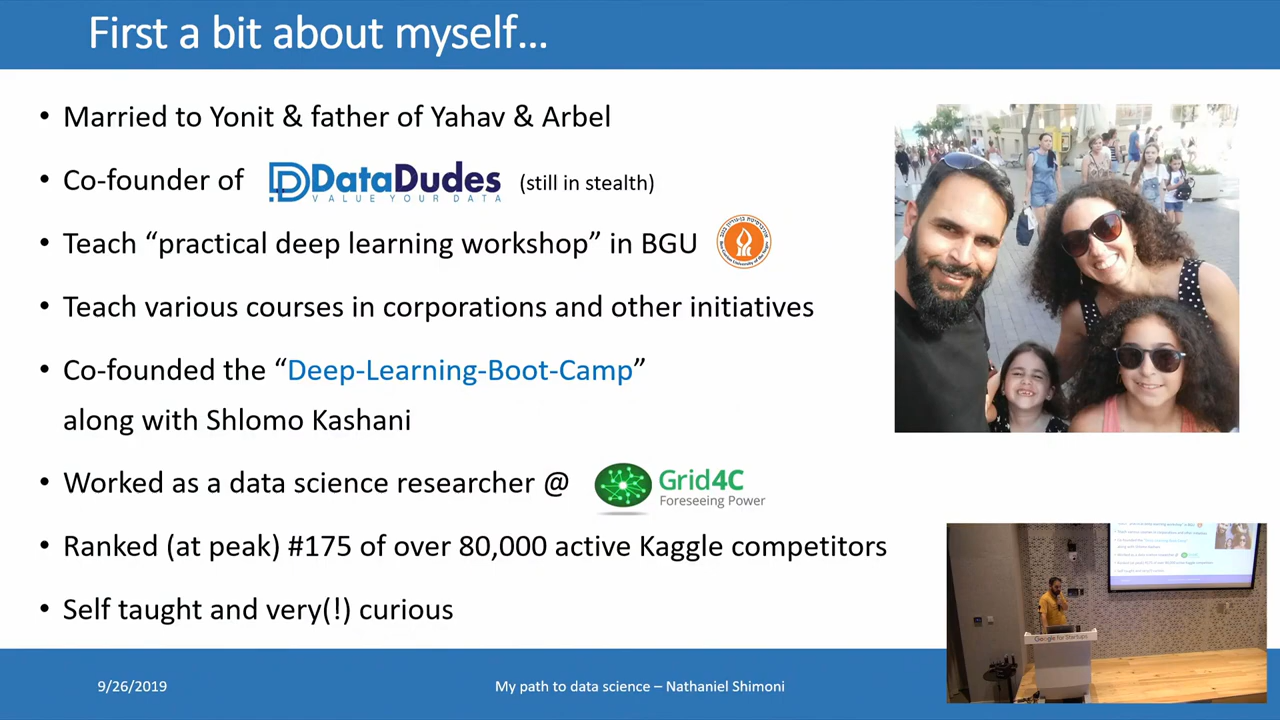 First a bit about myself...
• Married to Yonit & father of Yahav & Arbel
• Co-founder of DataDudes (still in stealth)
VALUE YOUR DATA
• Teach “practical deep learning workshop” in BGU
• Teach various courses in corporations and other initiatives
• Co-founded the “Deep-Learning-Boot-Camp”
along with Shlomo Kashani
• Worked as a data science researcher @ Grid4C
Foreseeing Power
• Ranked (at peak) #175 of over 80,000 active Kaggle competitors
• Self taught and very(!) curious
Google for Startups
9/26/2019
My path to data science – Nathaniel Shimoni